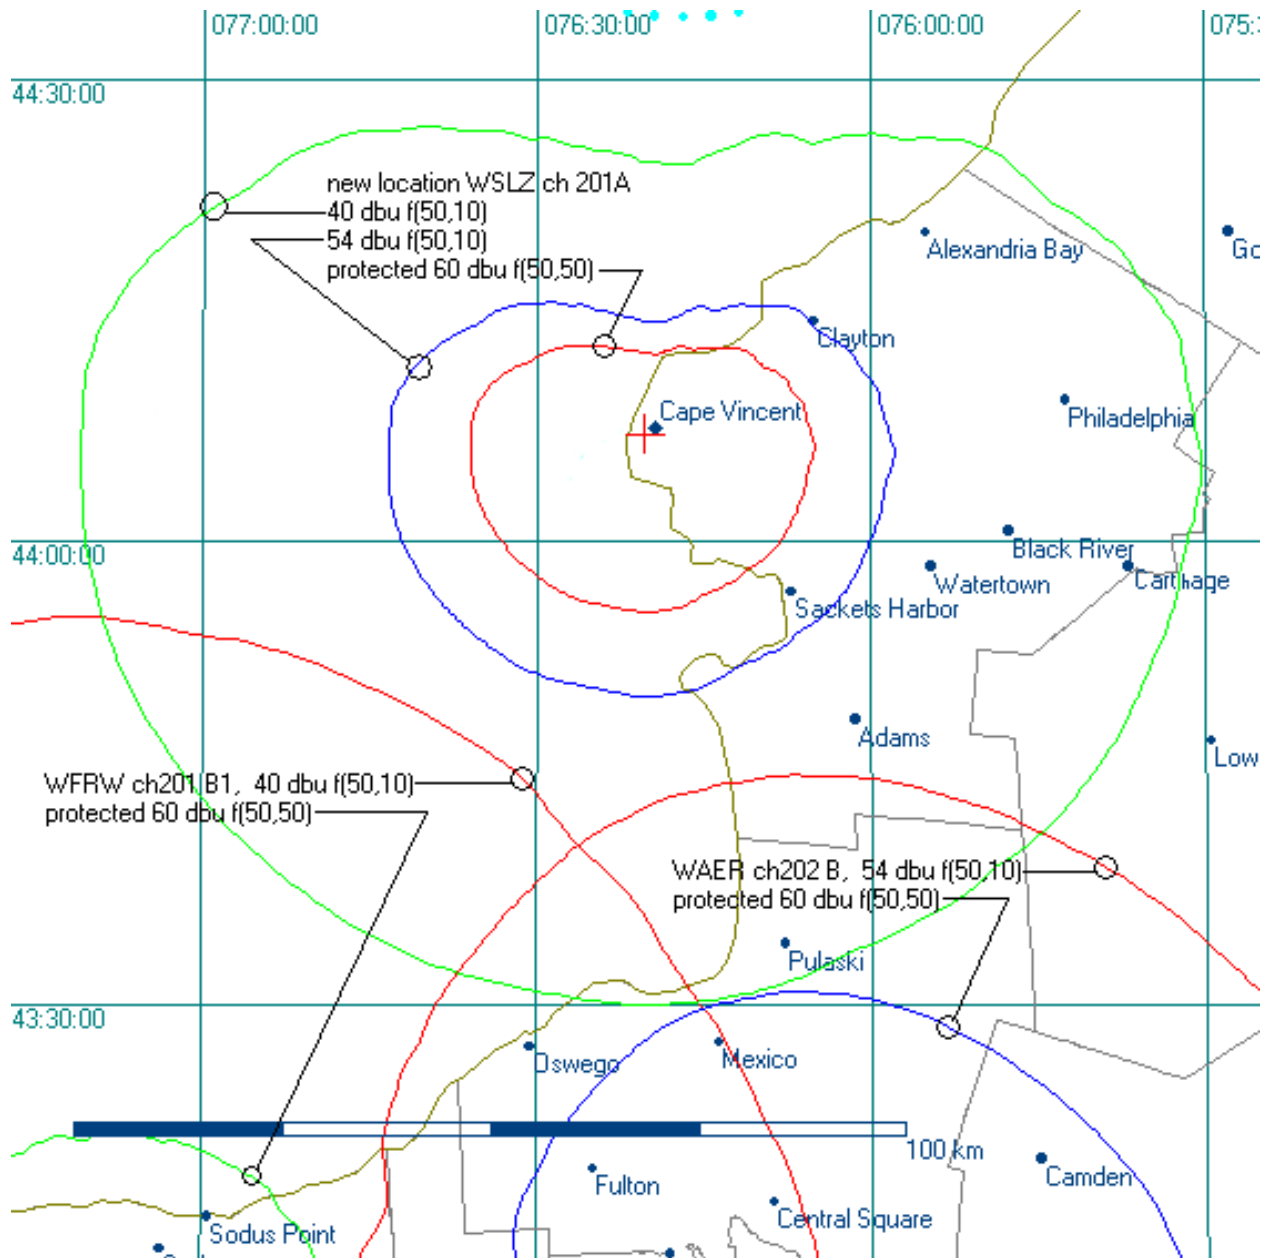 077:00:00
076:30:00
076:00:00
44:30:00
new location WSLZ ch 201A
40 dbu f(50,10)
54 dbu f(50,10)
protected 60 dbu f(50,50)
Alexandria Bay
Go
Clayton
Cape Vincent
Philadelphia
44:00:00
Black River
Watertown
Carthage
Sackets Harbor
Adams
Low
WFRW ch201 B1, 40 dbu f(50,10)
protected 60 dbu f(50,50)
WAER ch202 B, 54 dbu f(50,10)
protected 60 dbu f(50,50)
Pulaski
43:30:00
Oswego
Mexico
100 km
Fulton
Camden
Central Square
Sodus Point